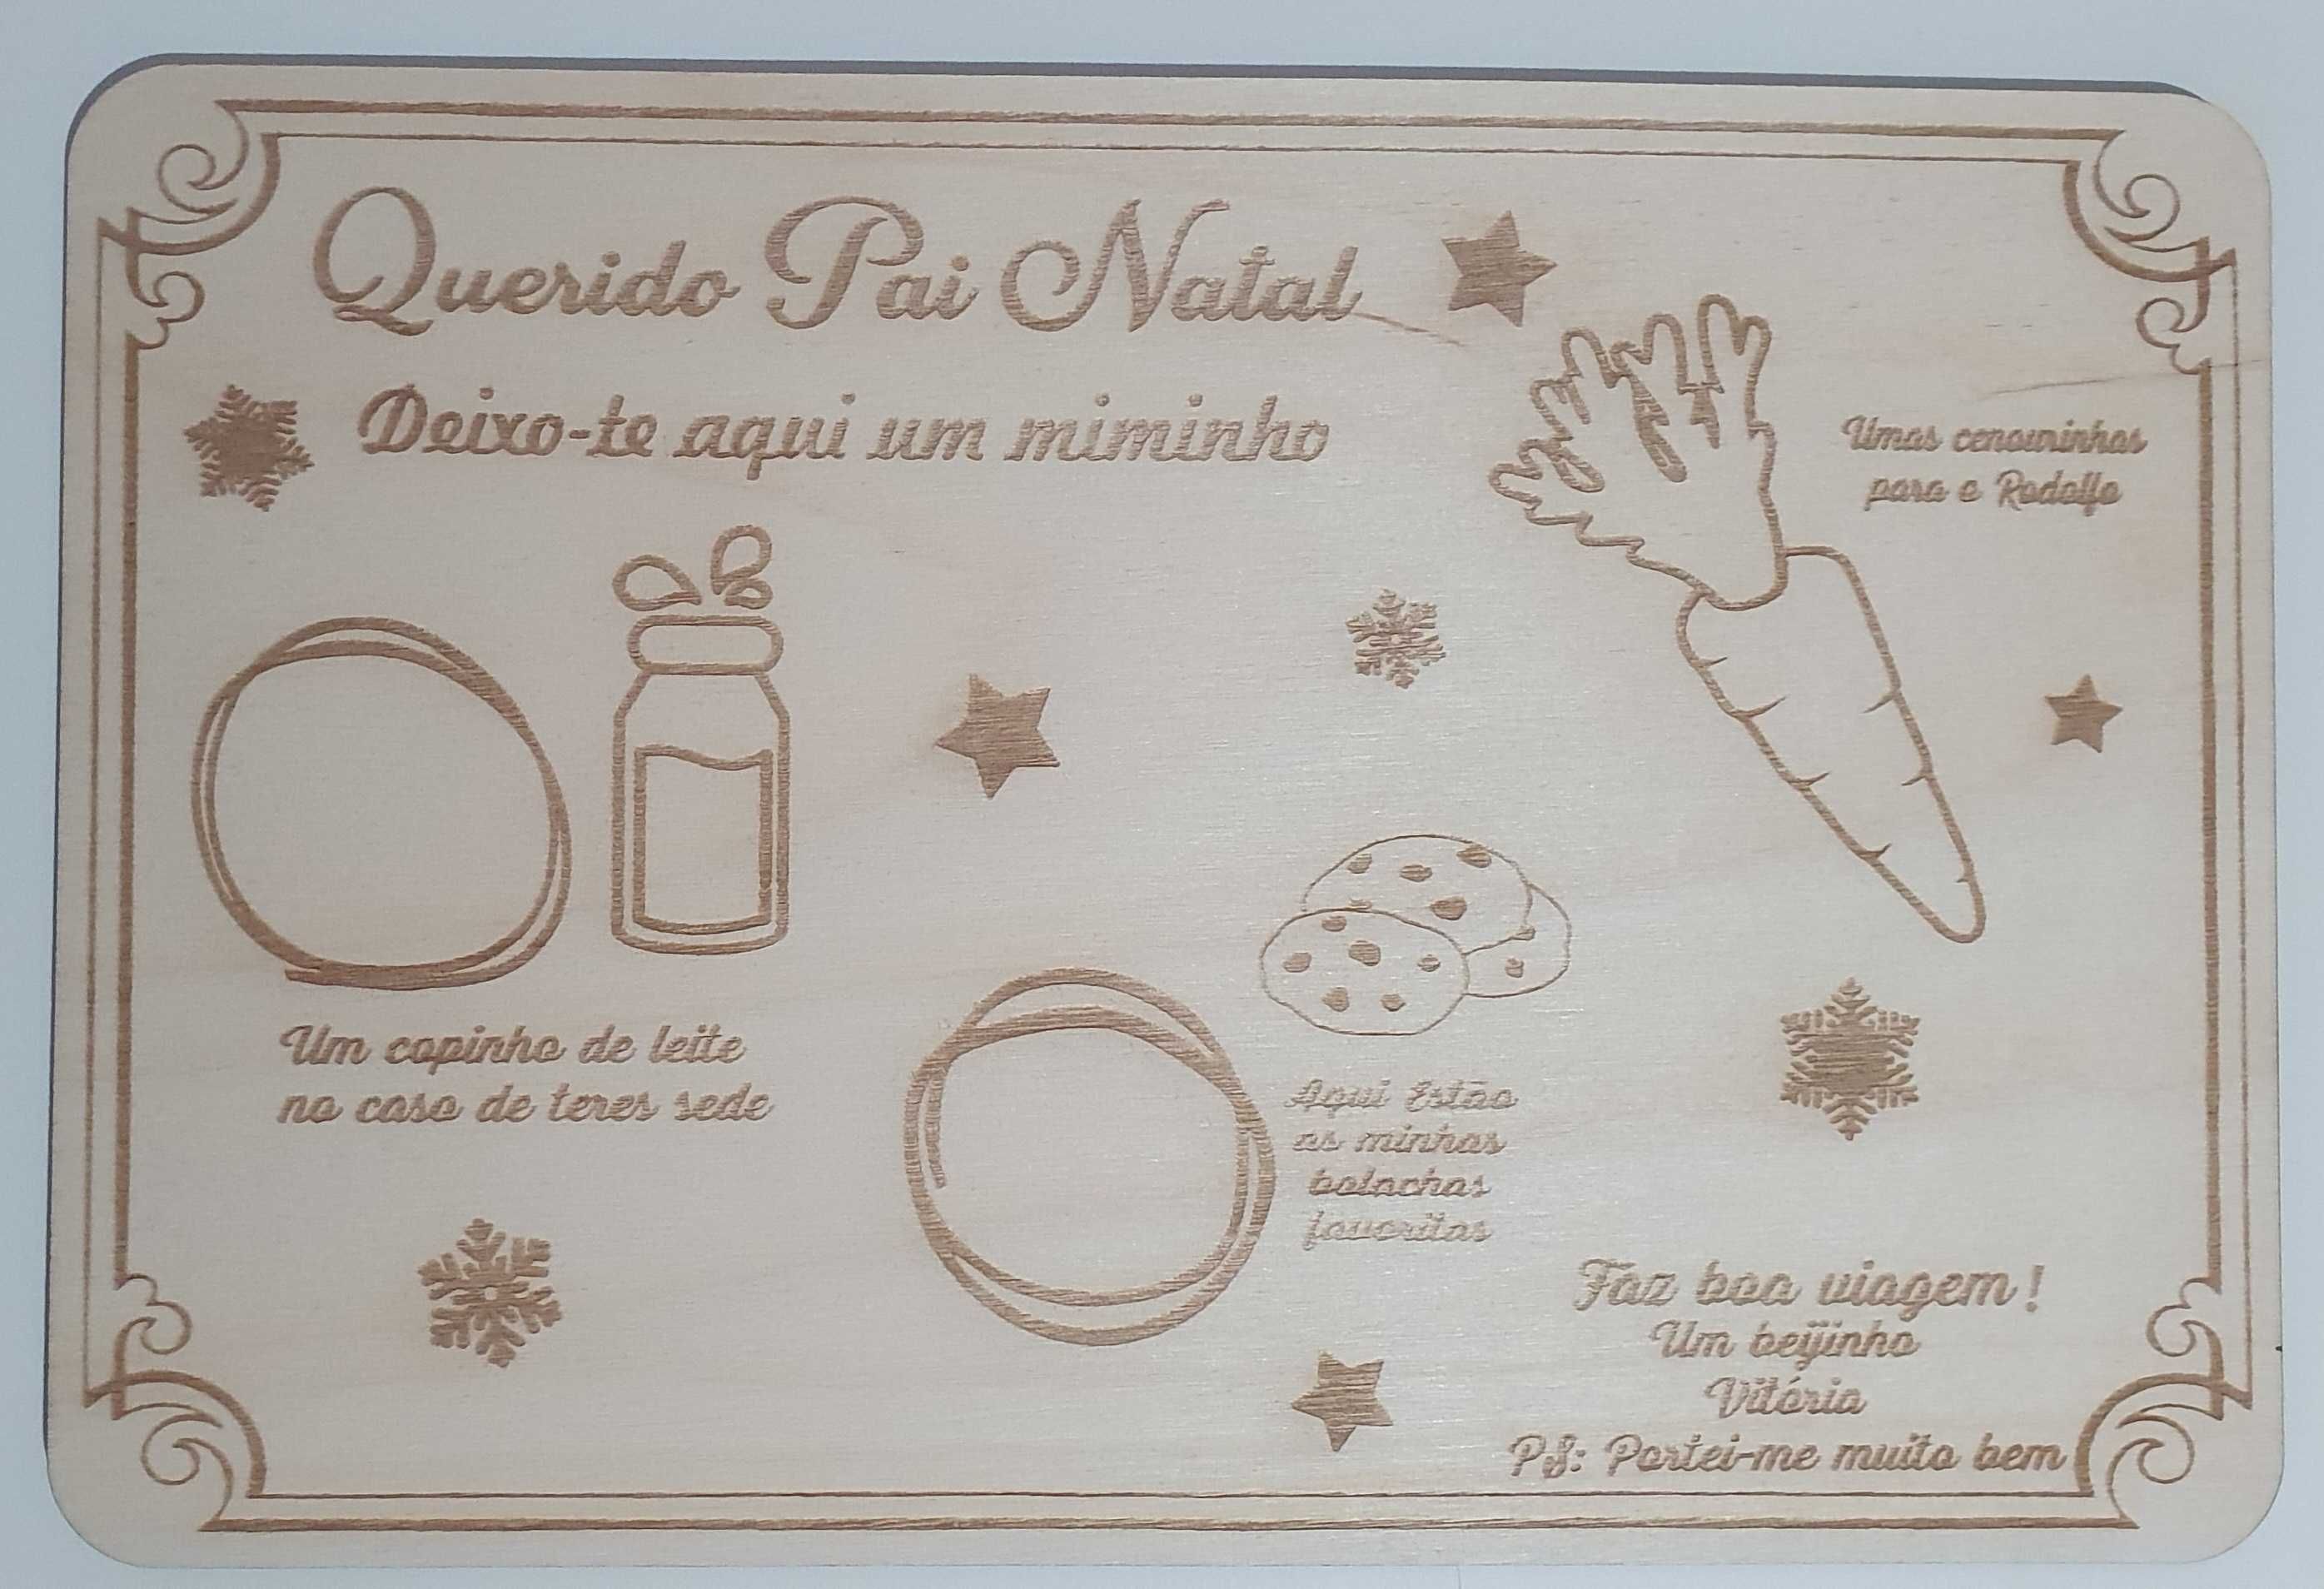 Querido Pai Natal
Deixo-te aqui um miminho
Umas cenourinhas
para o Rodolfo
Um copinho de leite
no caso de teres sede
Aqui Estão
as minhas
bolachas
favoritas
Faz boa viagem!
Um beijinho
Vitória
PS: Portei-me muito bem